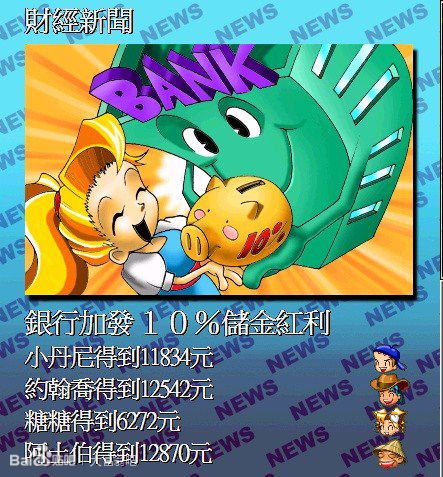 財經新聞
BANK
10%
銀行加發１０％儲金紅利
小丹尼得到11834元
約翰喬得到12542元
糖糖得到6272元
阿土伯得到12870元
NEWS
Bai